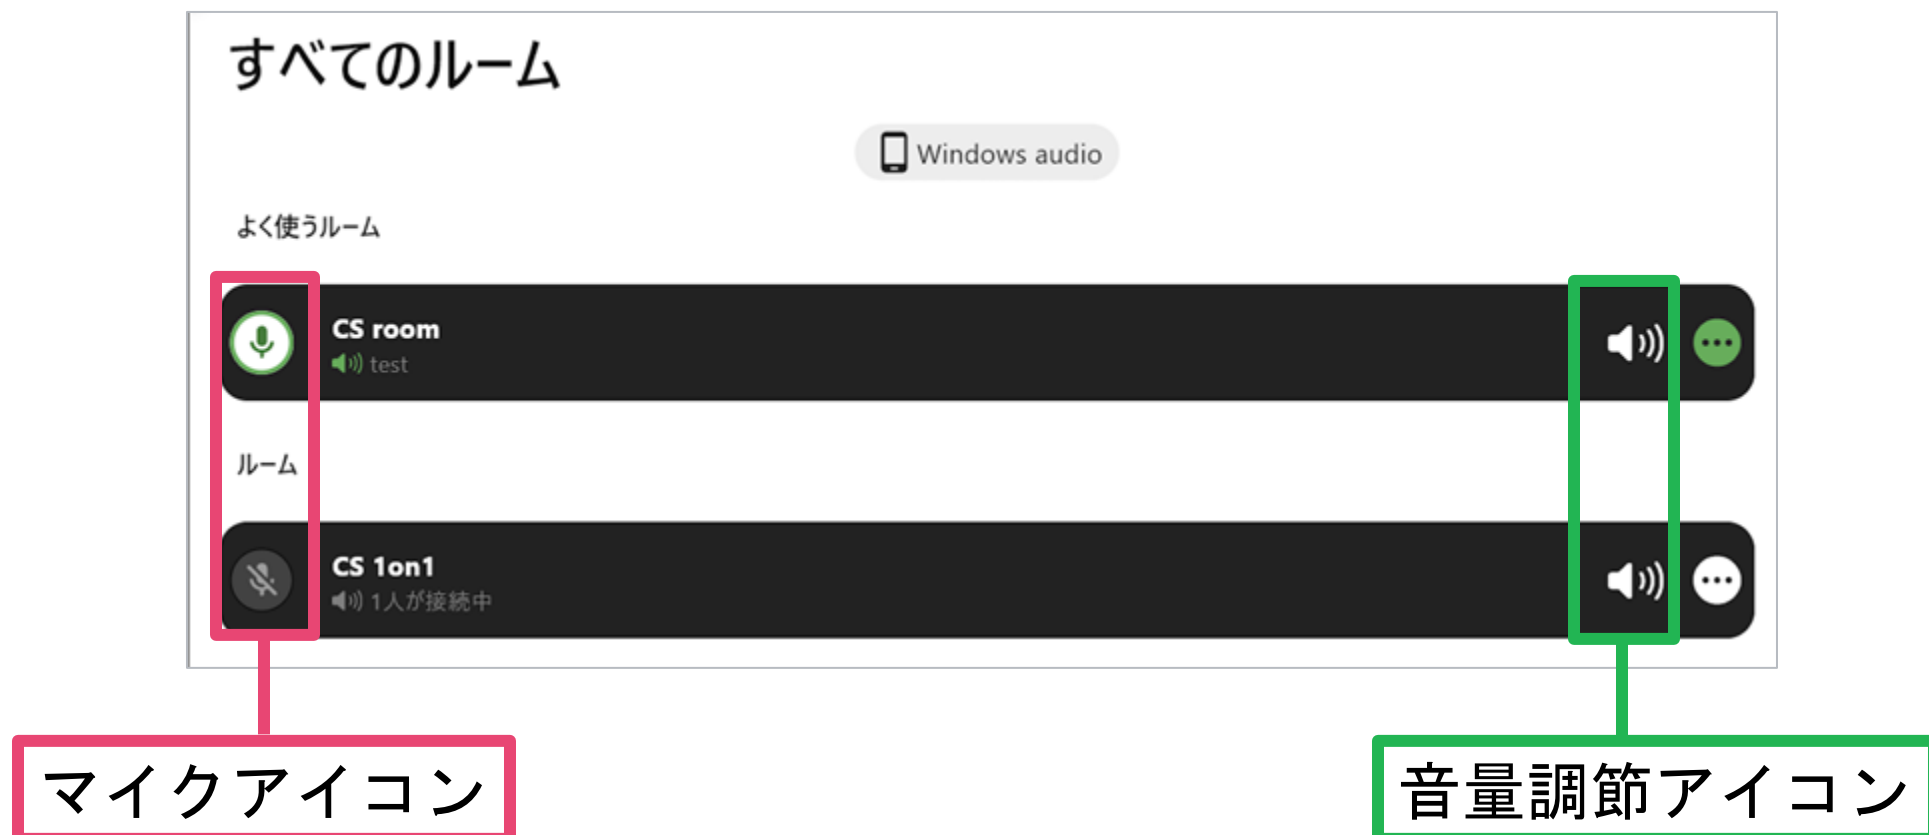 すべてのルーム
Windows audio
よく使うルーム
CS room
test
ルーム
CS 1on1
1人が接続中
マイクアイコン
音量調節アイコン